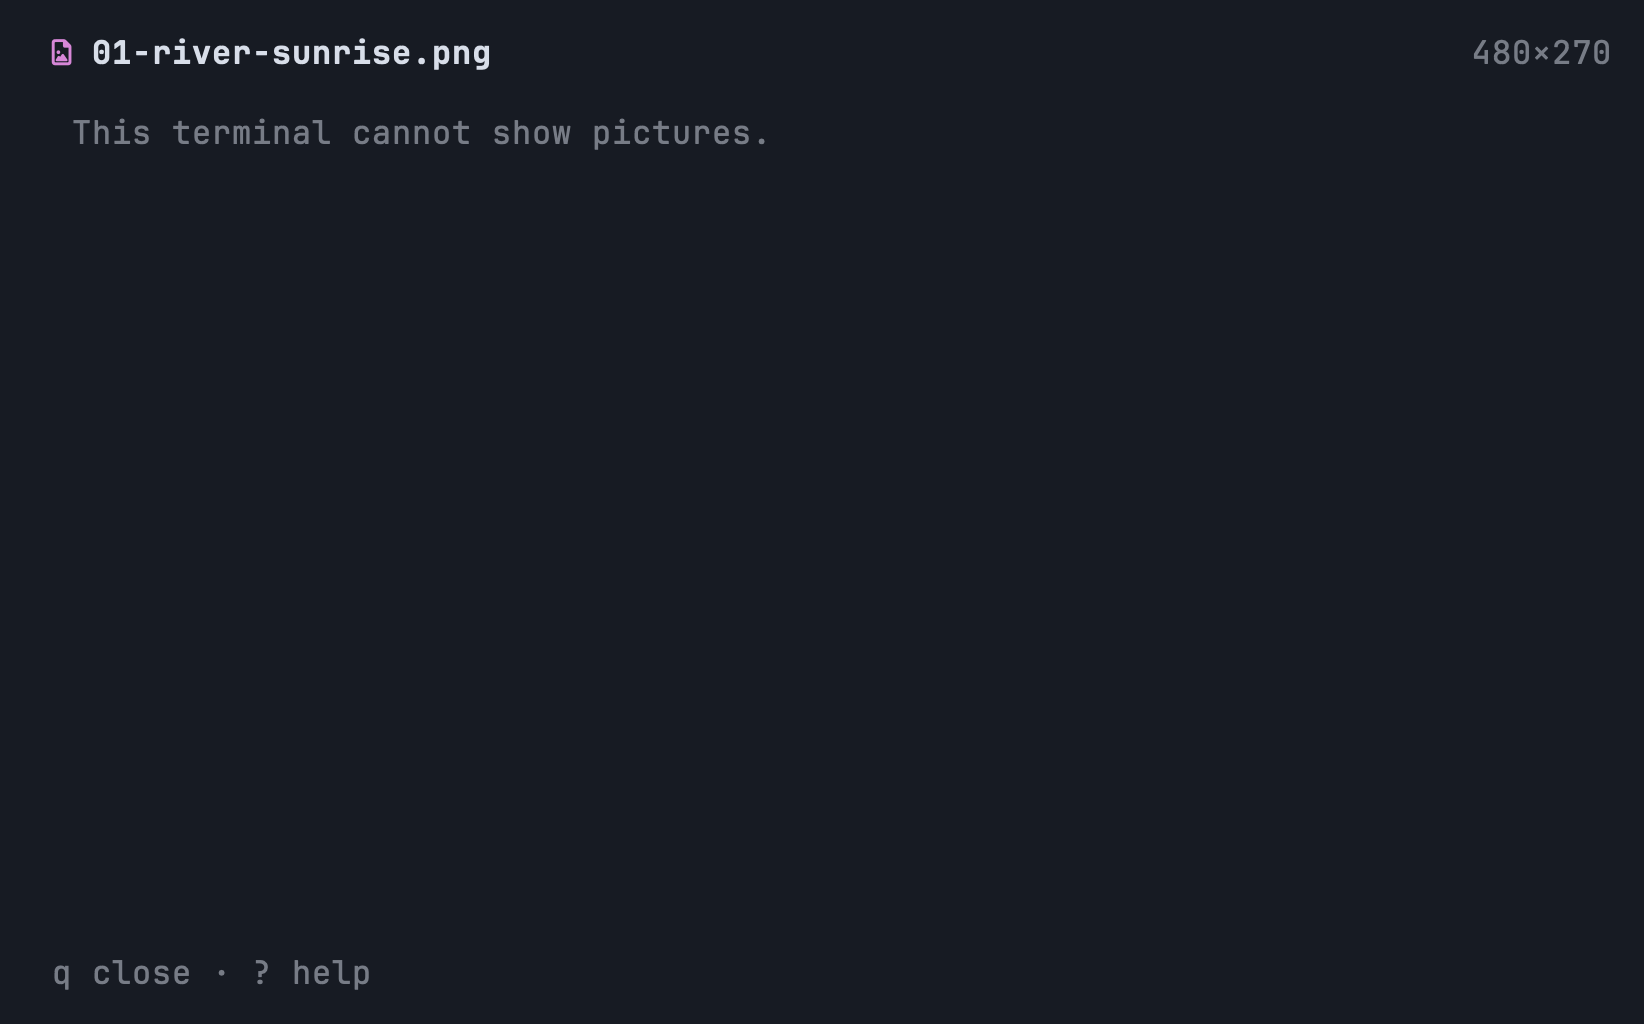 01-river-sunrise.png 480×270
This terminal cannot show pictures.
q close · ? help